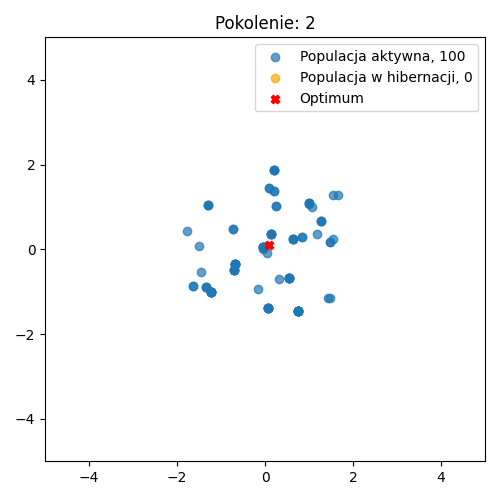 Pokolenie: 2
Populacja aktywna, 100
Populacja w hibernacji, 0
Optimum
4
2
0
−2
−4
−4 −2 0 2 4